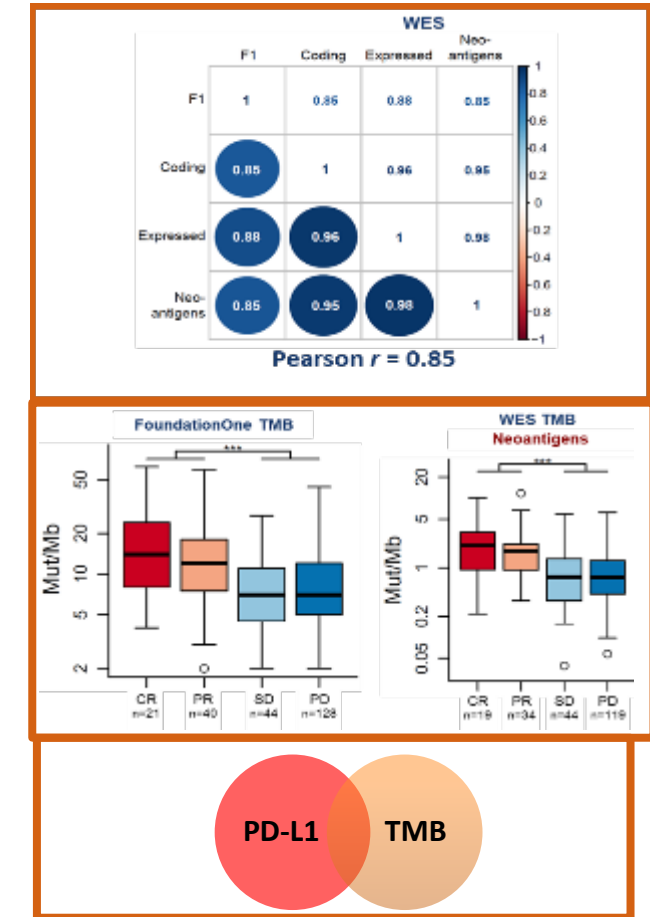 WES
F1 Coding Expressed Neo-antigens
F1 1 0.85 0.88 0.85
Coding 0.85 1 0.96 0.95
Expressed 0.88 0.96 1 0.98
Neo-antigens 0.85 0.95 0.98 1
1
0.8
0.6
0.4
0.2
0
-0.2
-0.4
-0.6
-0.8
-1
Pearson r = 0.85
FoundationOne TMB
***
Mut/Mb
50
20
10
5
2
CR PR SD PD
n=21 n=40 n=44 n=128
WES TMB
Neoantigens
***
Mut/Mb
20
5
1
0.2
0.05
CR PR SD PD
n=19 n=34 n=44 n=119
PD-L1 TMB